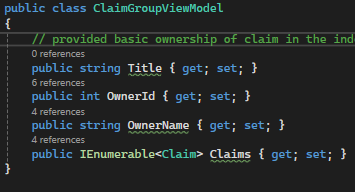 public class ClaimGroupViewModel
{
// provided basic ownership of claim in the
0 references
public string Title { get; set; }
6 references
public int OwnerId { get; set; }
4 references
public string OwnerName { get; set; }
4 references
public IEnumerable<Claim> Claims { get; set; }
}